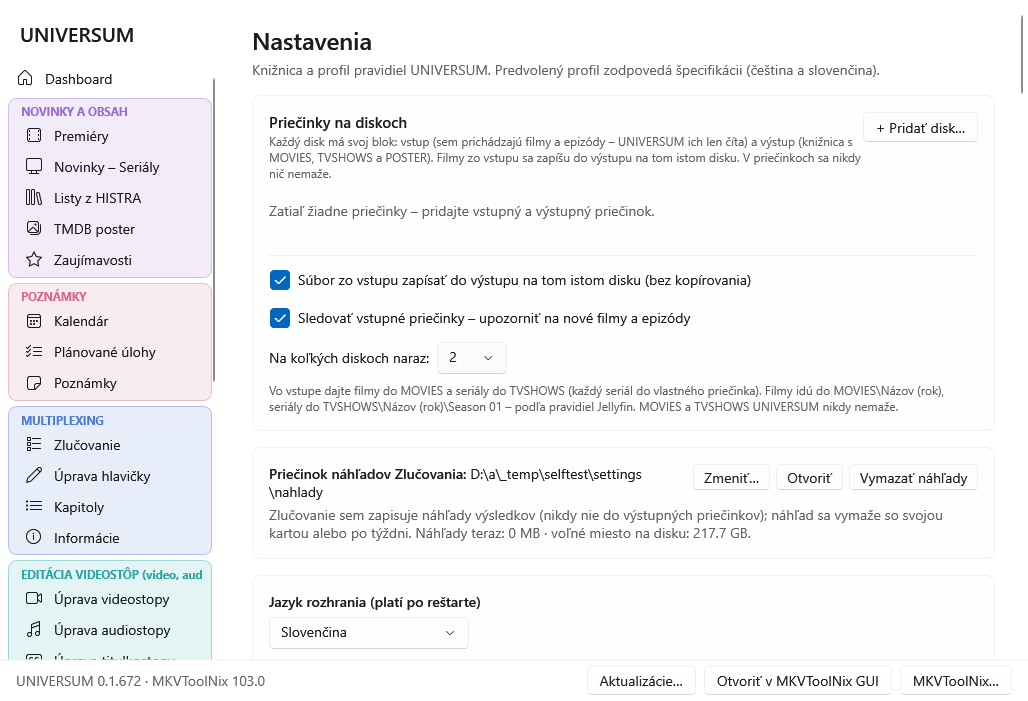 UNIVERSUM
Dashboard
NOVINKY A OBSAH
Premiéry
Novinky – Seriály
Listy z HISTRA
TMDB poster
Zaujímavosti
POZNÁMKY
Kalendár
Plánované úlohy
Poznámky
MULTIPLEXING
Zlučovanie
Úprava hlavičky
Kapitoly
Informácie
EDITÁCIA VIDEOSTÔP (video, aud
Úprava videostopy
Úprava audiostopy
Nastavenia
Knižnica a profil pravidiel UNIVERSUM. Predvolený profil zodpovedá špecifikácii (čeština a slovenčina).
Priečinky na diskoch
+ Pridať disk...
Každý disk má svoj blok: vstup (sem prichádzajú filmy a epizódy – UNIVERSUM ich len číta) a výstup (knižnica s
MOVIES, TVSHOWS a POSTER). Filmy zo vstupu sa zapíšu do výstupu na tom istom disku. V priečinkoch sa nikdy
nič nemaže.
Zatiaľ žiadne priečinky – pridajte vstupný a výstupný priečinok.
Súbor zo vstupu zapísať do výstupu na tom istom disku (bez kopírovania)
Sledovať vstupné priečinky – upozorniť na nové filmy a epizódy
Na koľkých diskoch naraz: 2
Vo vstupe dajte filmy do MOVIES a seriály do TVSHOWS (každý seriál do vlastného priečinka). Filmy idú do MOVIES\Názov (rok),
seriály do TVSHOWS\Názov (rok)\Season 01 – podľa pravidiel Jellyfin. MOVIES a TVSHOWS UNIVERSUM nikdy nemaže.
Priečinok náhľadov Zlučovania: D:\a\_temp\selftest\settings
\nahlady
Zmeniť... Otvoriť Vymazať náhľady
Zlučovanie sem zapisuje náhľady výsledkov (nikdy nie do výstupných priečinkov); náhľad sa vymaže so svojou
kartou alebo po týždni. Náhľady teraz: 0 MB · voľné miesto na disku: 217.7 GB.
Jazyk rozhrania (platí po reštarte)
Slovenčina
UNIVERSUM 0.1.672 · MKVToolNix 103.0
Aktualizácie... Otvoriť v MKVToolNix GUI MKVToolNix...